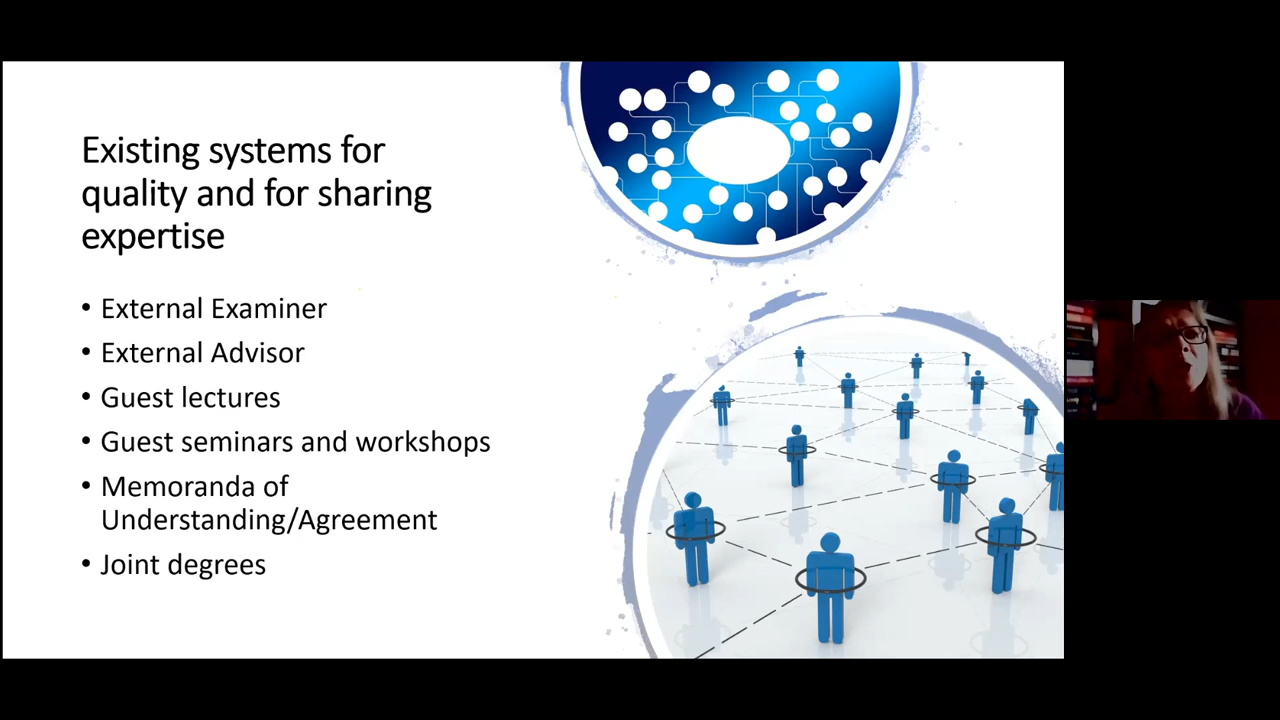 Existing systems for
quality and for sharing
expertise
• External Examiner
• External Advisor
• Guest lectures
• Guest seminars and workshops
• Memoranda of
Understanding/Agreement
• Joint degrees